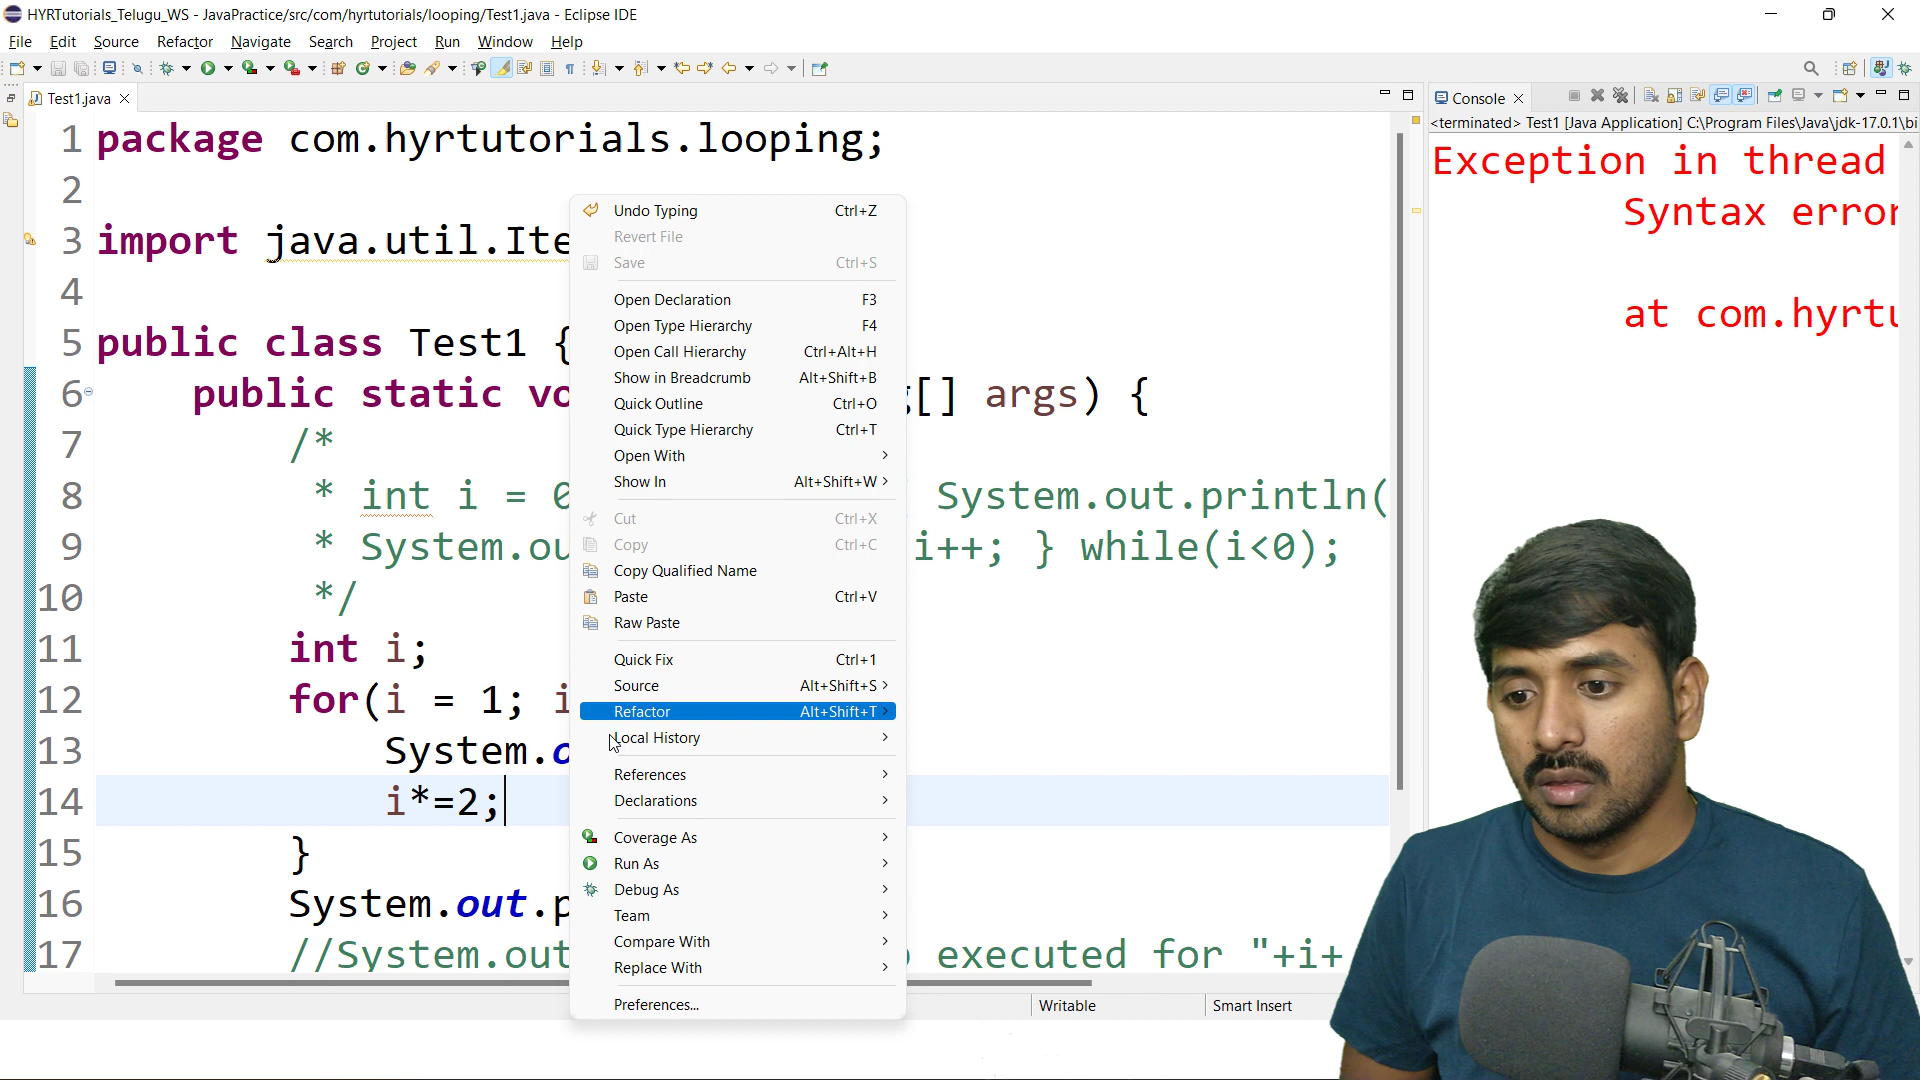 HYRTutorials_Telugu_WS - JavaPractice/src/com/hyrtutorials/looping/Test1.java - Eclipse IDE
File Edit Source Refactor Navigate Search Project Run Window Help
Test1.java
1 package com.hyrtutorials.looping;
2
3 import java.util.Ite
4
5 public class Test1 {
6 public static vo [] args) {
7 /*
8 * int i = 0 System.out.println(
9 * System.ou i++; } while(i<0);
10 */
11 int i;
12 for(i = 1; i
13 System.o
14 i*=2;
15 }
16 System.out.p
17 //System.out executed for "+i+
Undo Typing Ctrl+Z
Revert File
Save Ctrl+S
Open Declaration F3
Open Type Hierarchy F4
Open Call Hierarchy Ctrl+Alt+H
Show in Breadcrumb Alt+Shift+B
Quick Outline Ctrl+O
Quick Type Hierarchy Ctrl+T
Open With
Show In Alt+Shift+W
Cut Ctrl+X
Copy Ctrl+C
Copy Qualified Name
Paste Ctrl+V
Raw Paste
Quick Fix Ctrl+1
Source Alt+Shift+S
Refactor Alt+Shift+T
Local History
References
Declarations
Coverage As
Run As
Debug As
Team
Compare With
Replace With
Preferences...
Console
<terminated> Test1 [Java Application] C:\Program Files\Java\jdk-17.0.1\bi
Exception in thread
Syntax error
at com.hyrtu
Writable Smart Insert